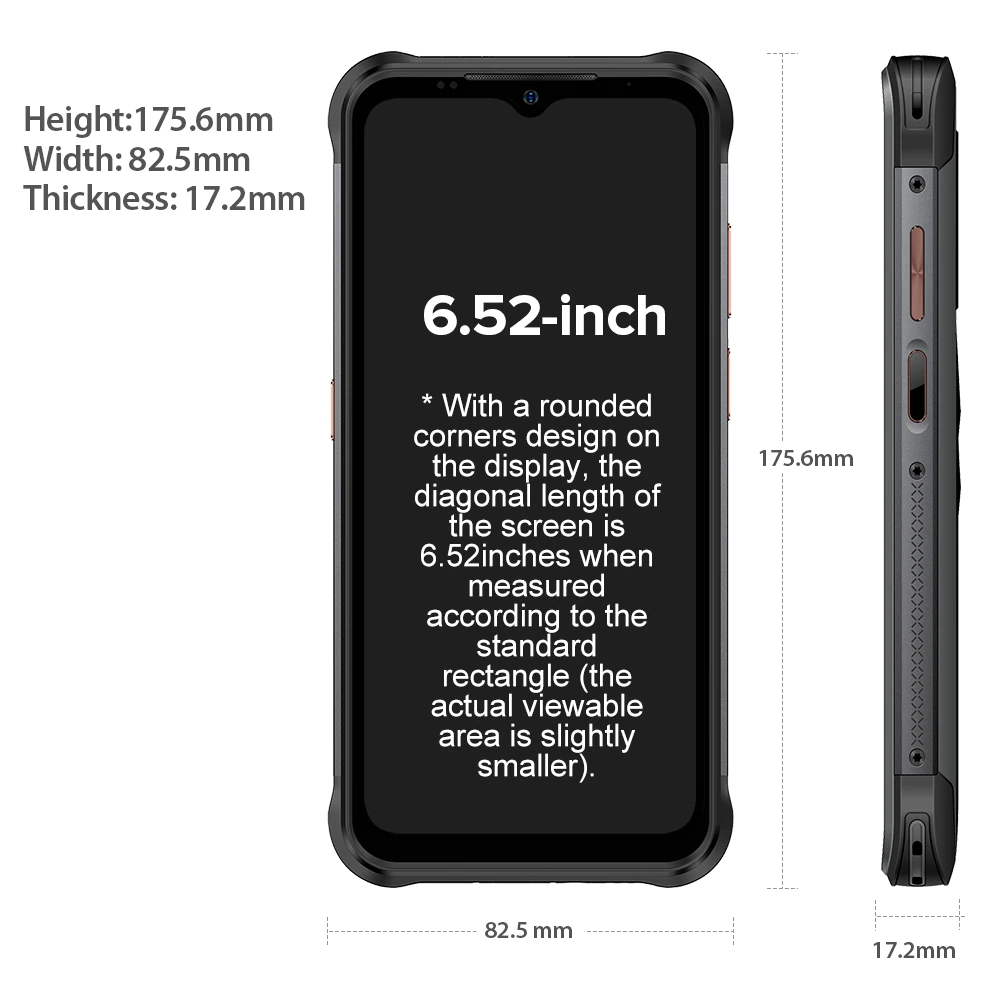 Height:175.6mm
Width: 82.5mm
Thickness: 17.2mm
6.52-inch
* With a rounded
corners design on
the display, the
diagonal length of
the screen is
6.52inches when
measured
according to the
standard
rectangle (the
actual viewable
area is slightly
smaller).
175.6mm
82.5 mm
17.2mm